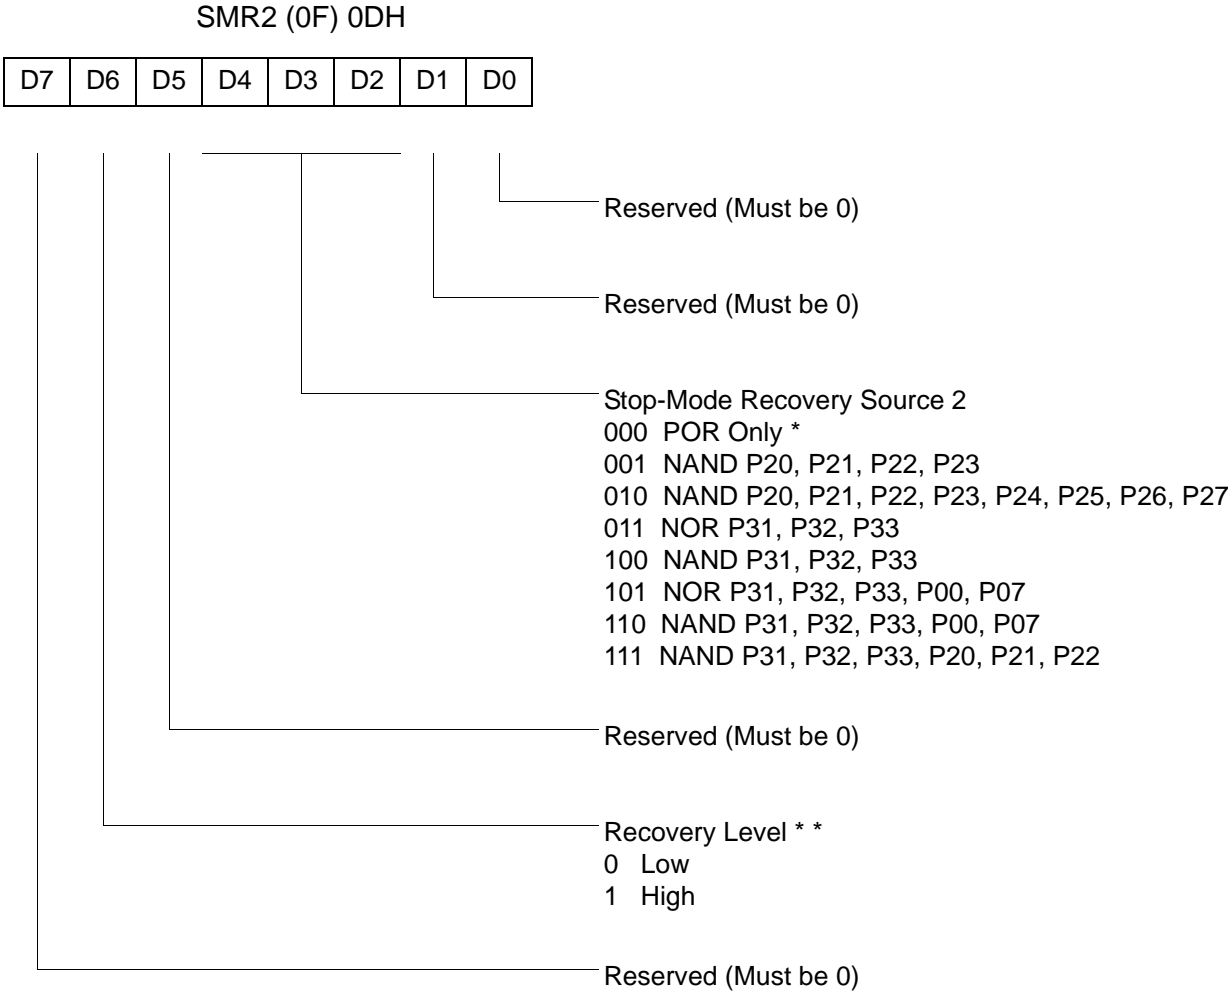 SMR2 (0F) 0DH
D7 D6 D5 D4 D3 D2 D1 D0
Reserved (Must be 0)
Reserved (Must be 0)
Stop-Mode Recovery Source 2
000 POR Only *
001 NAND P20, P21, P22, P23
010 NAND P20, P21, P22, P23, P24, P25, P26, P27
011 NOR P31, P32, P33
100 NAND P31, P32, P33
101 NOR P31, P32, P33, P00, P07
110 NAND P31, P32, P33, P00, P07
111 NAND P31, P32, P33, P20, P21, P22
Reserved (Must be 0)
Recovery Level * *
0 Low
1 High
Reserved (Must be 0)